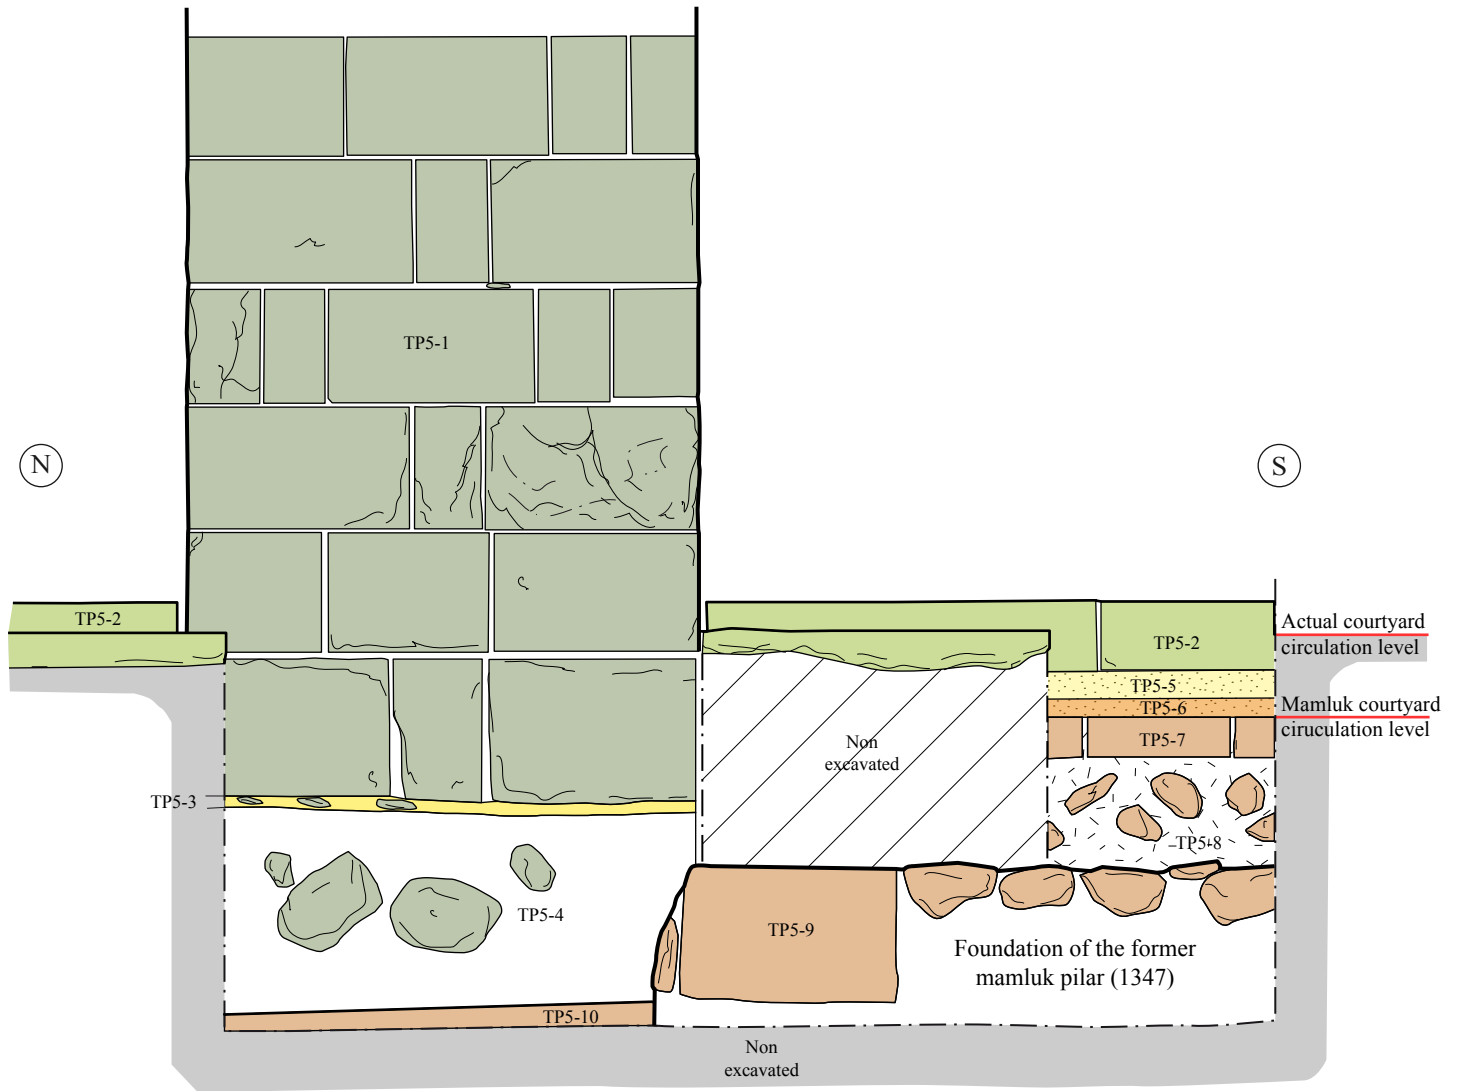 TP5-1
N
S
TP5-2
Actual courtyard
circulation level
TP5-2
TP5-5
TP5-6
Mamluk courtyard
ciruculation level
TP5-7
Non
excavated
TP5-3
TP5-8
TP5-4
TP5-9
Foundation of the former
mamluk pilar (1347)
TP5-10
Non
excavated